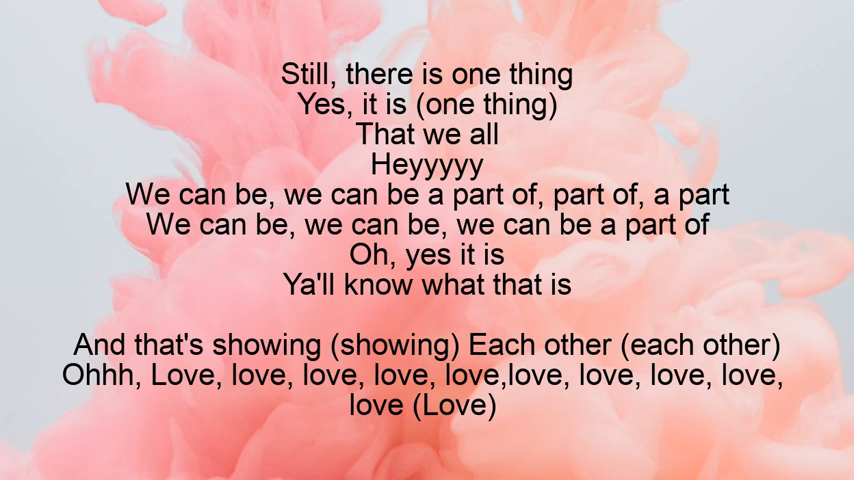 Still, there is one thing
Yes, it is (one thing)
That we all
Heyyyyy
We can be, we can be a part of, part of, a part
We can be, we can be, we can be a part of
Oh, yes it is
Ya'll know what that is
And that's showing (showing) Each other (each other)
Ohhh, Love, love, love, love, love,love, love, love, love,
love (Love)